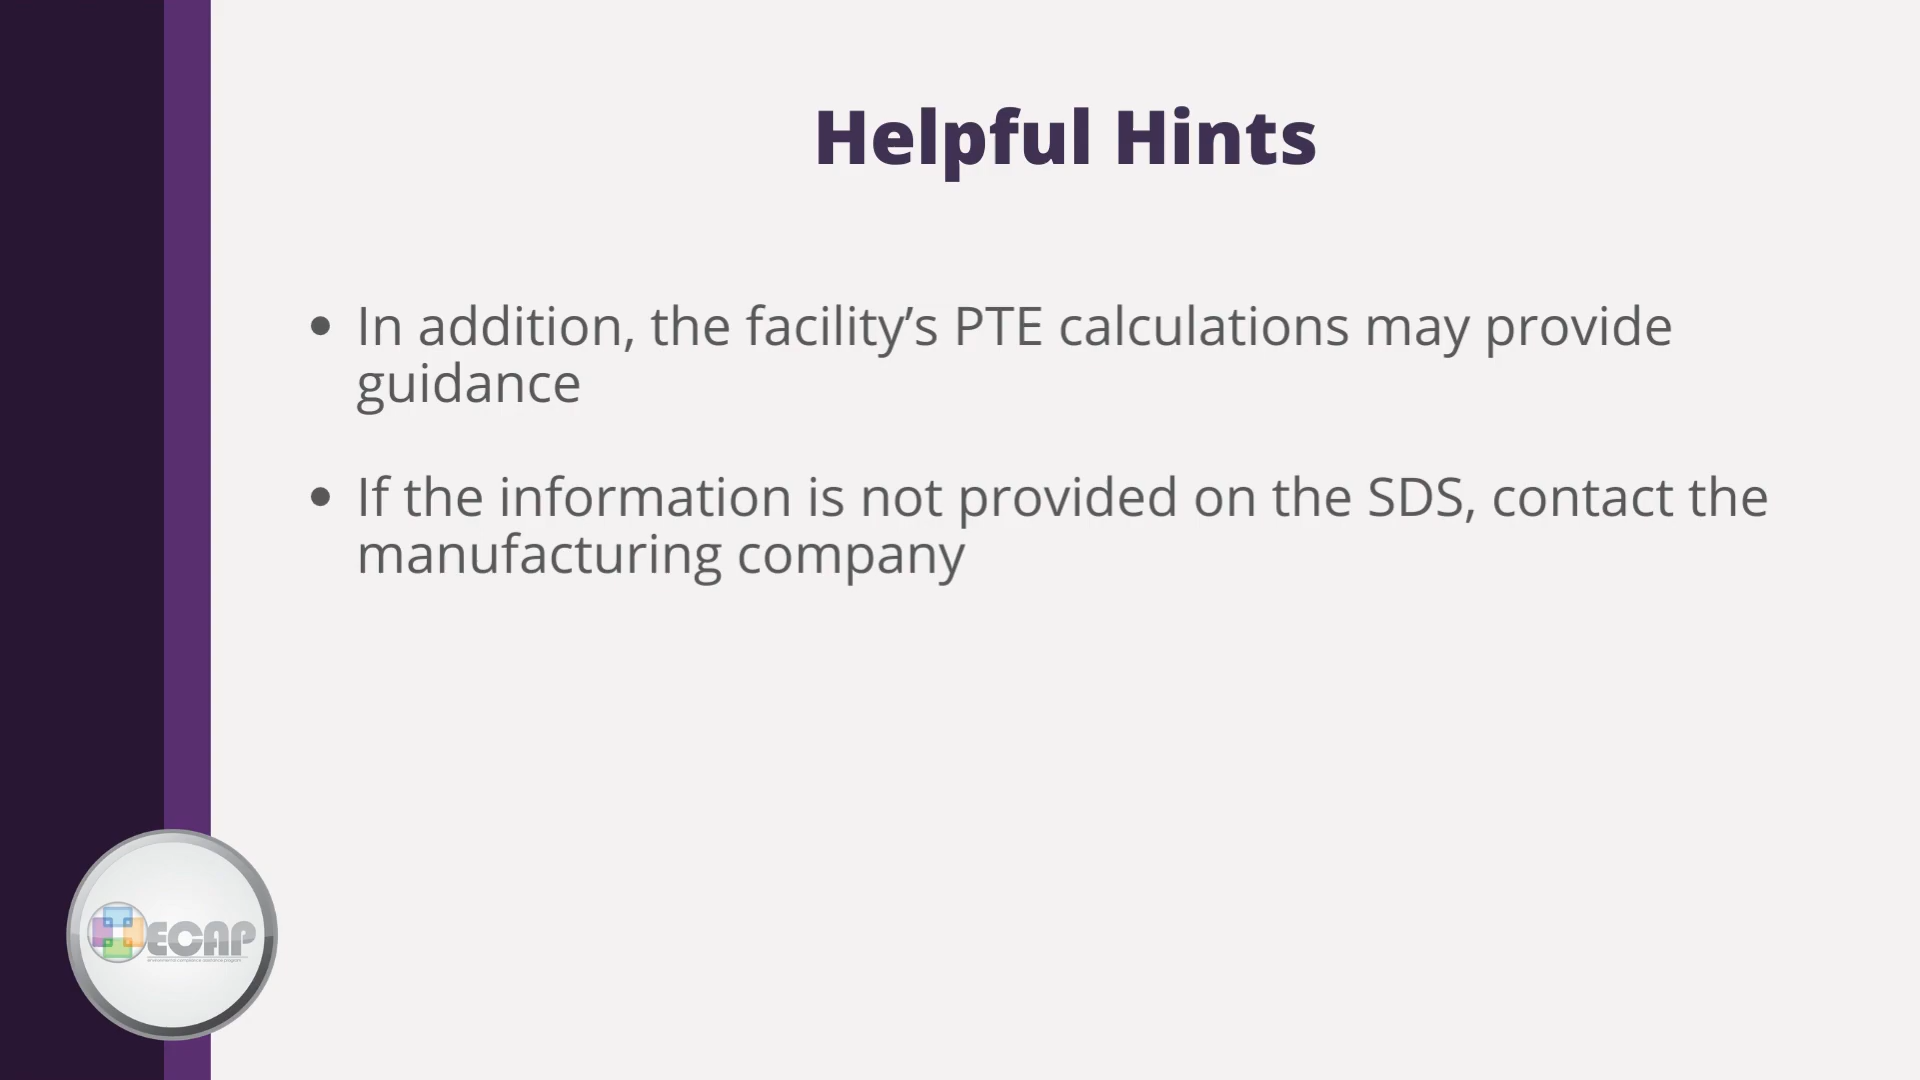 Helpful Hints
• In addition, the facility’s PTE calculations may provide
guidance
• If the information is not provided on the SDS, contact the
manufacturing company
ECAP